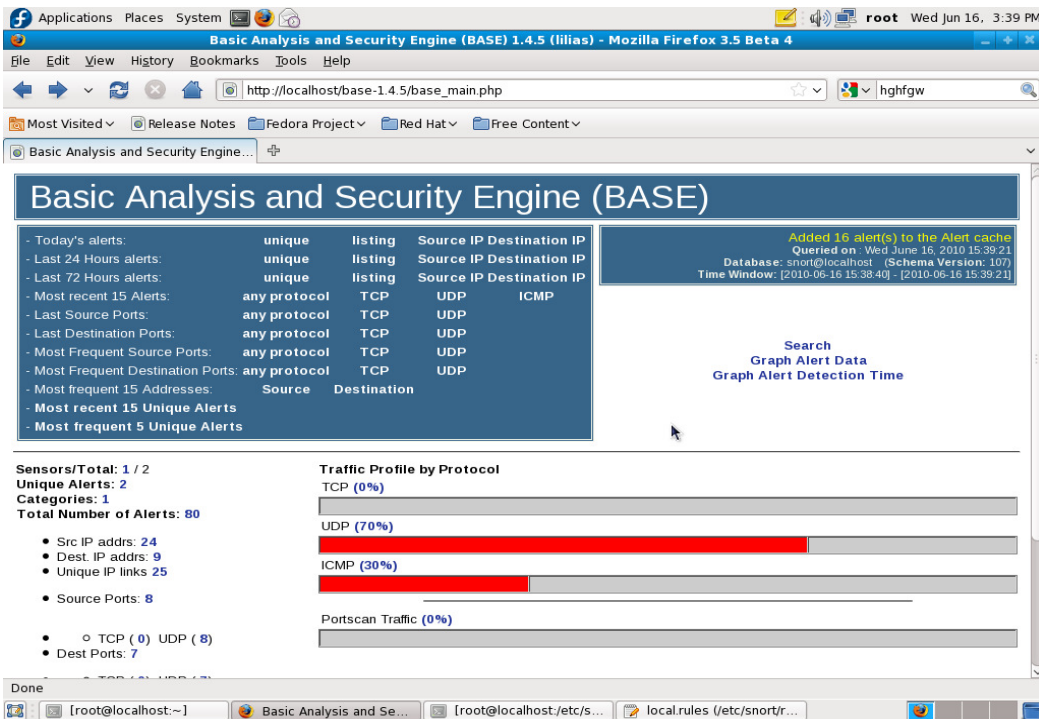 Applications Places System root Wed Jun 16, 3:39 PM
Basic Analysis and Security Engine (BASE) 1.4.5 (lilias) - Mozilla Firefox 3.5 Beta 4
File Edit View History Bookmarks Tools Help
http://localhost/base-1.4.5/base_main.php hghfgw
Most Visited Release Notes Fedora Project Red Hat Free Content
Basic Analysis and Security Engine...
Basic Analysis and Security Engine (BASE)
- Today's alerts: unique listing Source IP Destination IP
- Last 24 Hours alerts: unique listing Source IP Destination IP
- Last 72 Hours alerts: unique listing Source IP Destination IP
- Most recent 15 Alerts: any protocol TCP UDP ICMP
- Last Source Ports: any protocol TCP UDP
- Last Destination Ports: any protocol TCP UDP
- Most Frequent Source Ports: any protocol TCP UDP
- Most Frequent Destination Ports: any protocol TCP UDP
- Most frequent 15 Addresses: Source Destination
- Most recent 15 Unique Alerts
- Most frequent 5 Unique Alerts
Added 16 alert(s) to the Alert cache
Queried on : Wed June 16, 2010 15:39:21
Database: snort@localhost (Schema Version: 107)
Time Window: [2010-06-16 15:38:40] - [2010-06-16 15:39:21]
Search
Graph Alert Data
Graph Alert Detection Time
Sensors/Total: 1 / 2
Unique Alerts: 2
Categories: 1
Total Number of Alerts: 80
Src IP addrs: 24
Dest. IP addrs: 9
Unique IP links 25
Source Ports: 8
TCP ( 0) UDP ( 8)
Dest Ports: 7
Traffic Profile by Protocol
TCP (0%)
UDP (70%)
ICMP (30%)
Portscan Traffic (0%)
Done
[root@localhost:~] Basic Analysis and Se... [root@localhost:/etc/s... local.rules (/etc/snort/r...